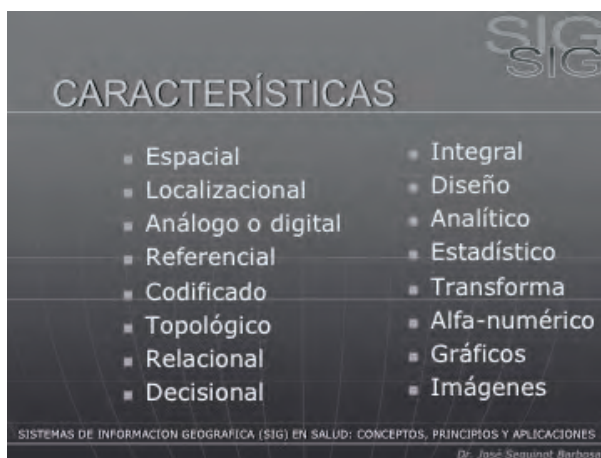 SIG
SIG
CARACTERÍSTICAS
Espacial
Localizacional
Análogo o digital
Referencial
Codificado
Topológico
Relacional
Decisional
Integral
Diseño
Analítico
Estadístico
Transforma
Alfa-numérico
Gráficos
Imágenes
SISTEMAS DE INFORMACION GEOGRAFICA (SIG) EN SALUD: CONCEPTOS, PRINCIPIOS Y APLICACIONES
Dr. José Seguinot Barbosa